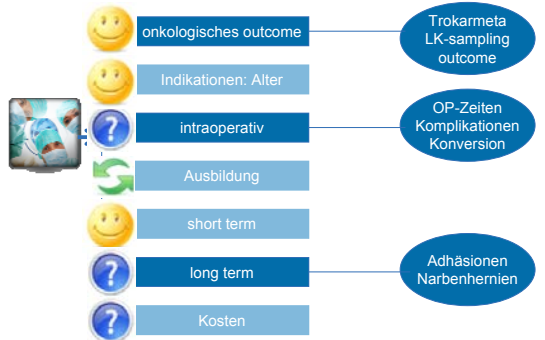 onkologisches outcome
Trokarmeta
LK-sampling
outcome
Indikationen: Alter
intraoperativ
OP-Zeiten
Komplikationen
Konversion
Ausbildung
short term
long term
Adhäsionen
Narbenhernien
Kosten